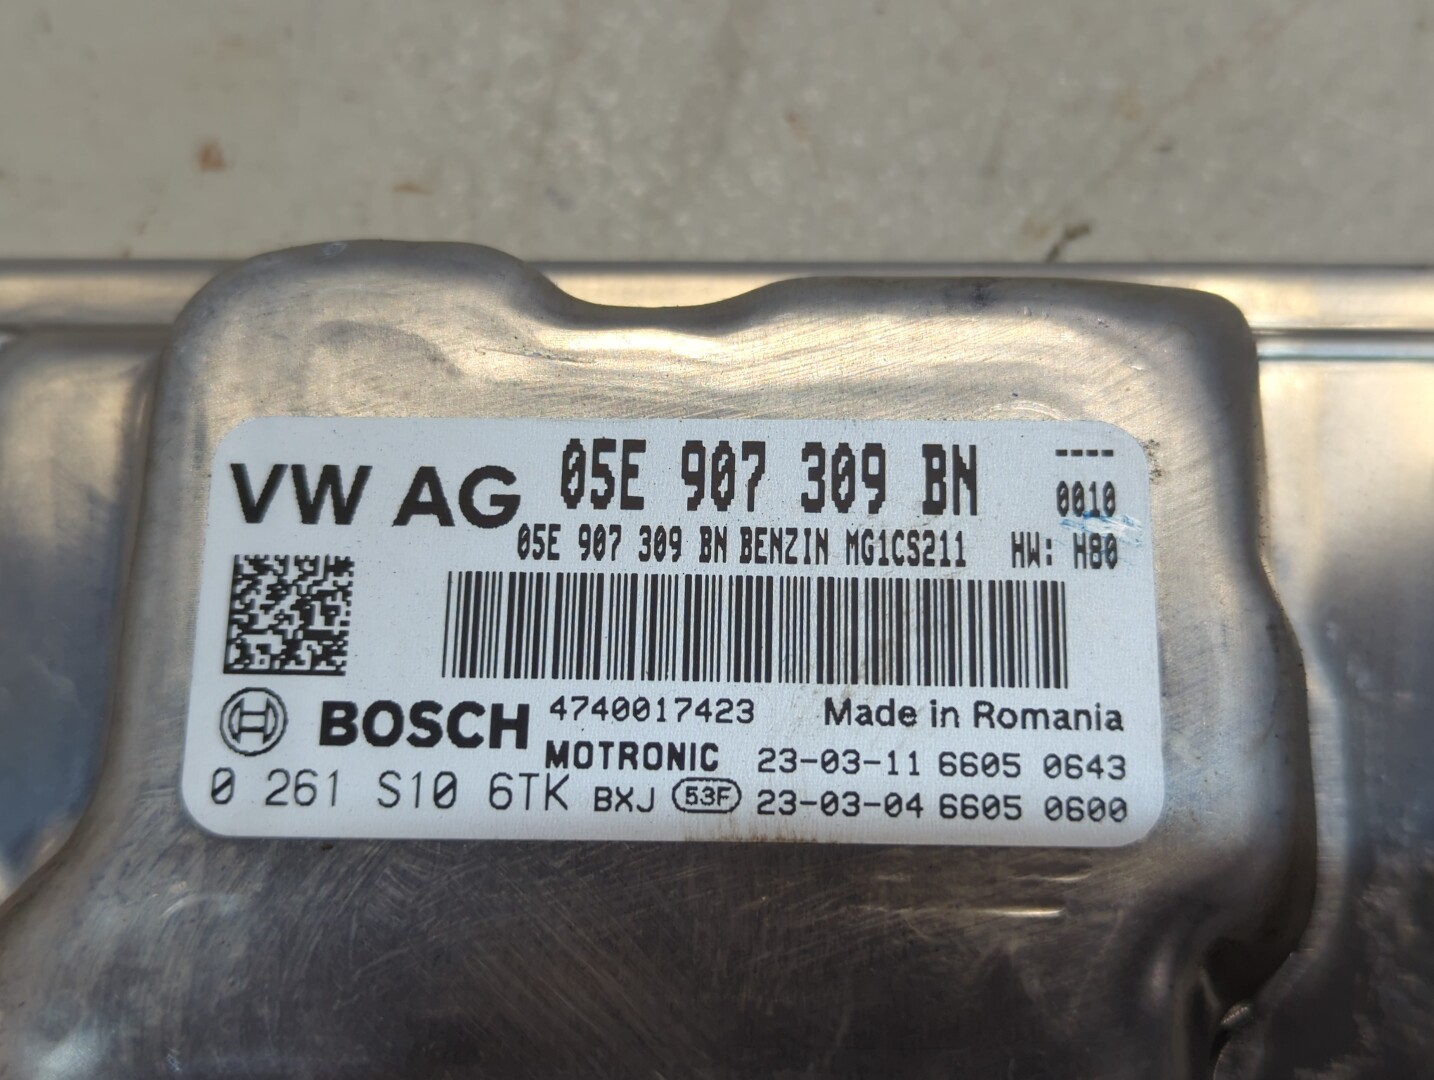 VW AG 05E 907 309 BN ----
0010
05E 907 309 BN BENZIN MG1CS211 HW: H80
BOSCH 4740017423 Made in Romania
MOTRONIC 23-03-11 6605 0643
0 261 S10 6TK BXJ 53F 23-03-04 6605 0600